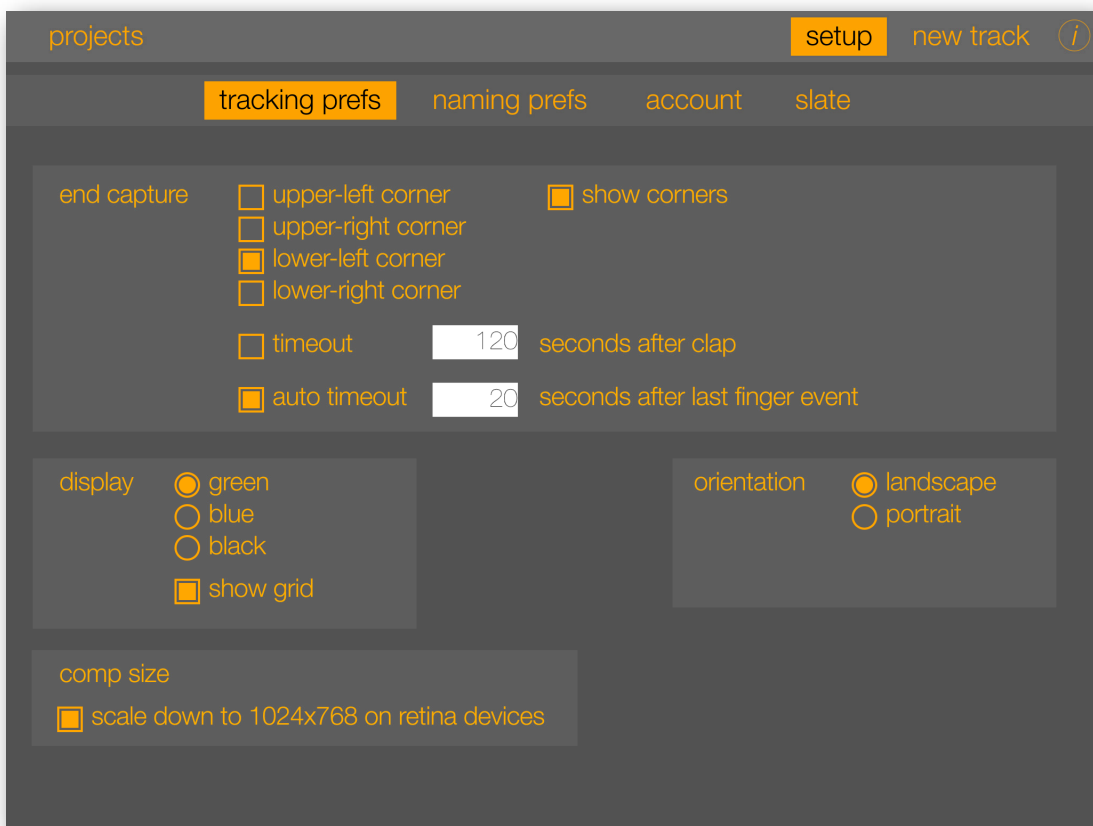 projects setup new track i
tracking prefs naming prefs account slate
end capture upper-left corner show corners
upper-right corner
lower-left corner
lower-right corner
timeout 120 seconds after clap
auto timeout 20 seconds after last finger event
display green orientation landscape
blue portrait
black
show grid
comp size
scale down to 1024x768 on retina devices